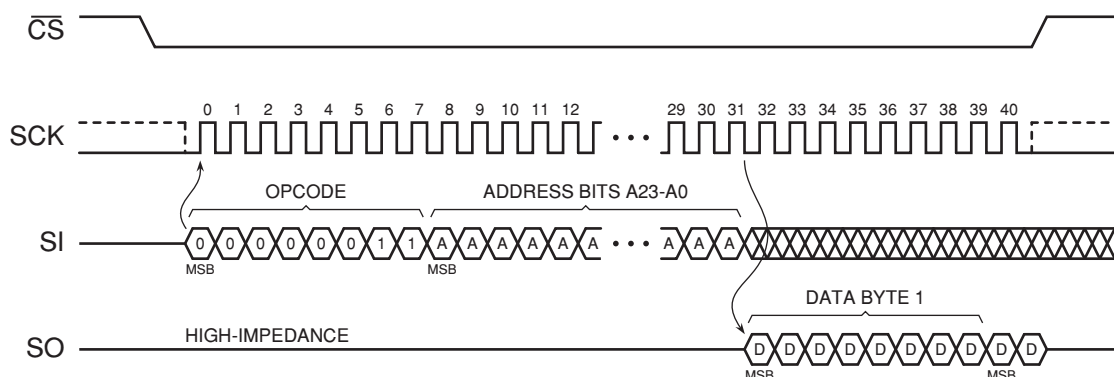 CS
0 1 2 3 4 5 6 7 8 9 10 11 12 29 30 31 32 33 34 35 36 37 38 39 40
SCK
OPCODE ADDRESS BITS A23-A0
SI 0 0 0 0 0 0 1 1 A A A A A A A A A
MSB MSB
DATA BYTE 1
HIGH-IMPEDANCE
SO D D D D D D D D D D
MSB MSB